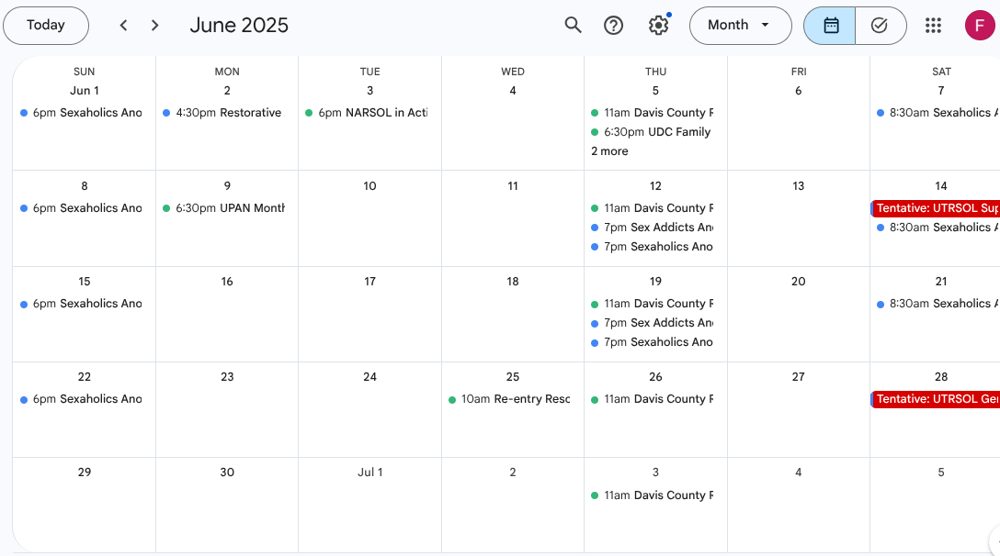 Today
June 2025
Month
F
SUN MON TUE WED THU FRI SAT
Jun 1 2 3 4 5 6 7
6pm Sexaholics Ano
4:30pm Restorative
6pm NARSOL in Acti
11am Davis County
6:30pm UDC Family
2 more
8:30am Sexaholics
8 9 10 11 12 13 14
6pm Sexaholics Ano
6:30pm UPAN Month
11am Davis County
7pm Sex Addicts An
7pm Sexaholics Ano
Tentative: UTRSOL Sup
8:30am Sexaholics
15 16 17 18 19 20 21
6pm Sexaholics Ano
11am Davis County
7pm Sex Addicts An
7pm Sexaholics Ano
8:30am Sexaholics
22 23 24 25 26 27 28
6pm Sexaholics Ano
10am Re-entry Reso
11am Davis County
Tentative: UTRSOL Ge
29 30 Jul 1 2 3 4 5
11am Davis County